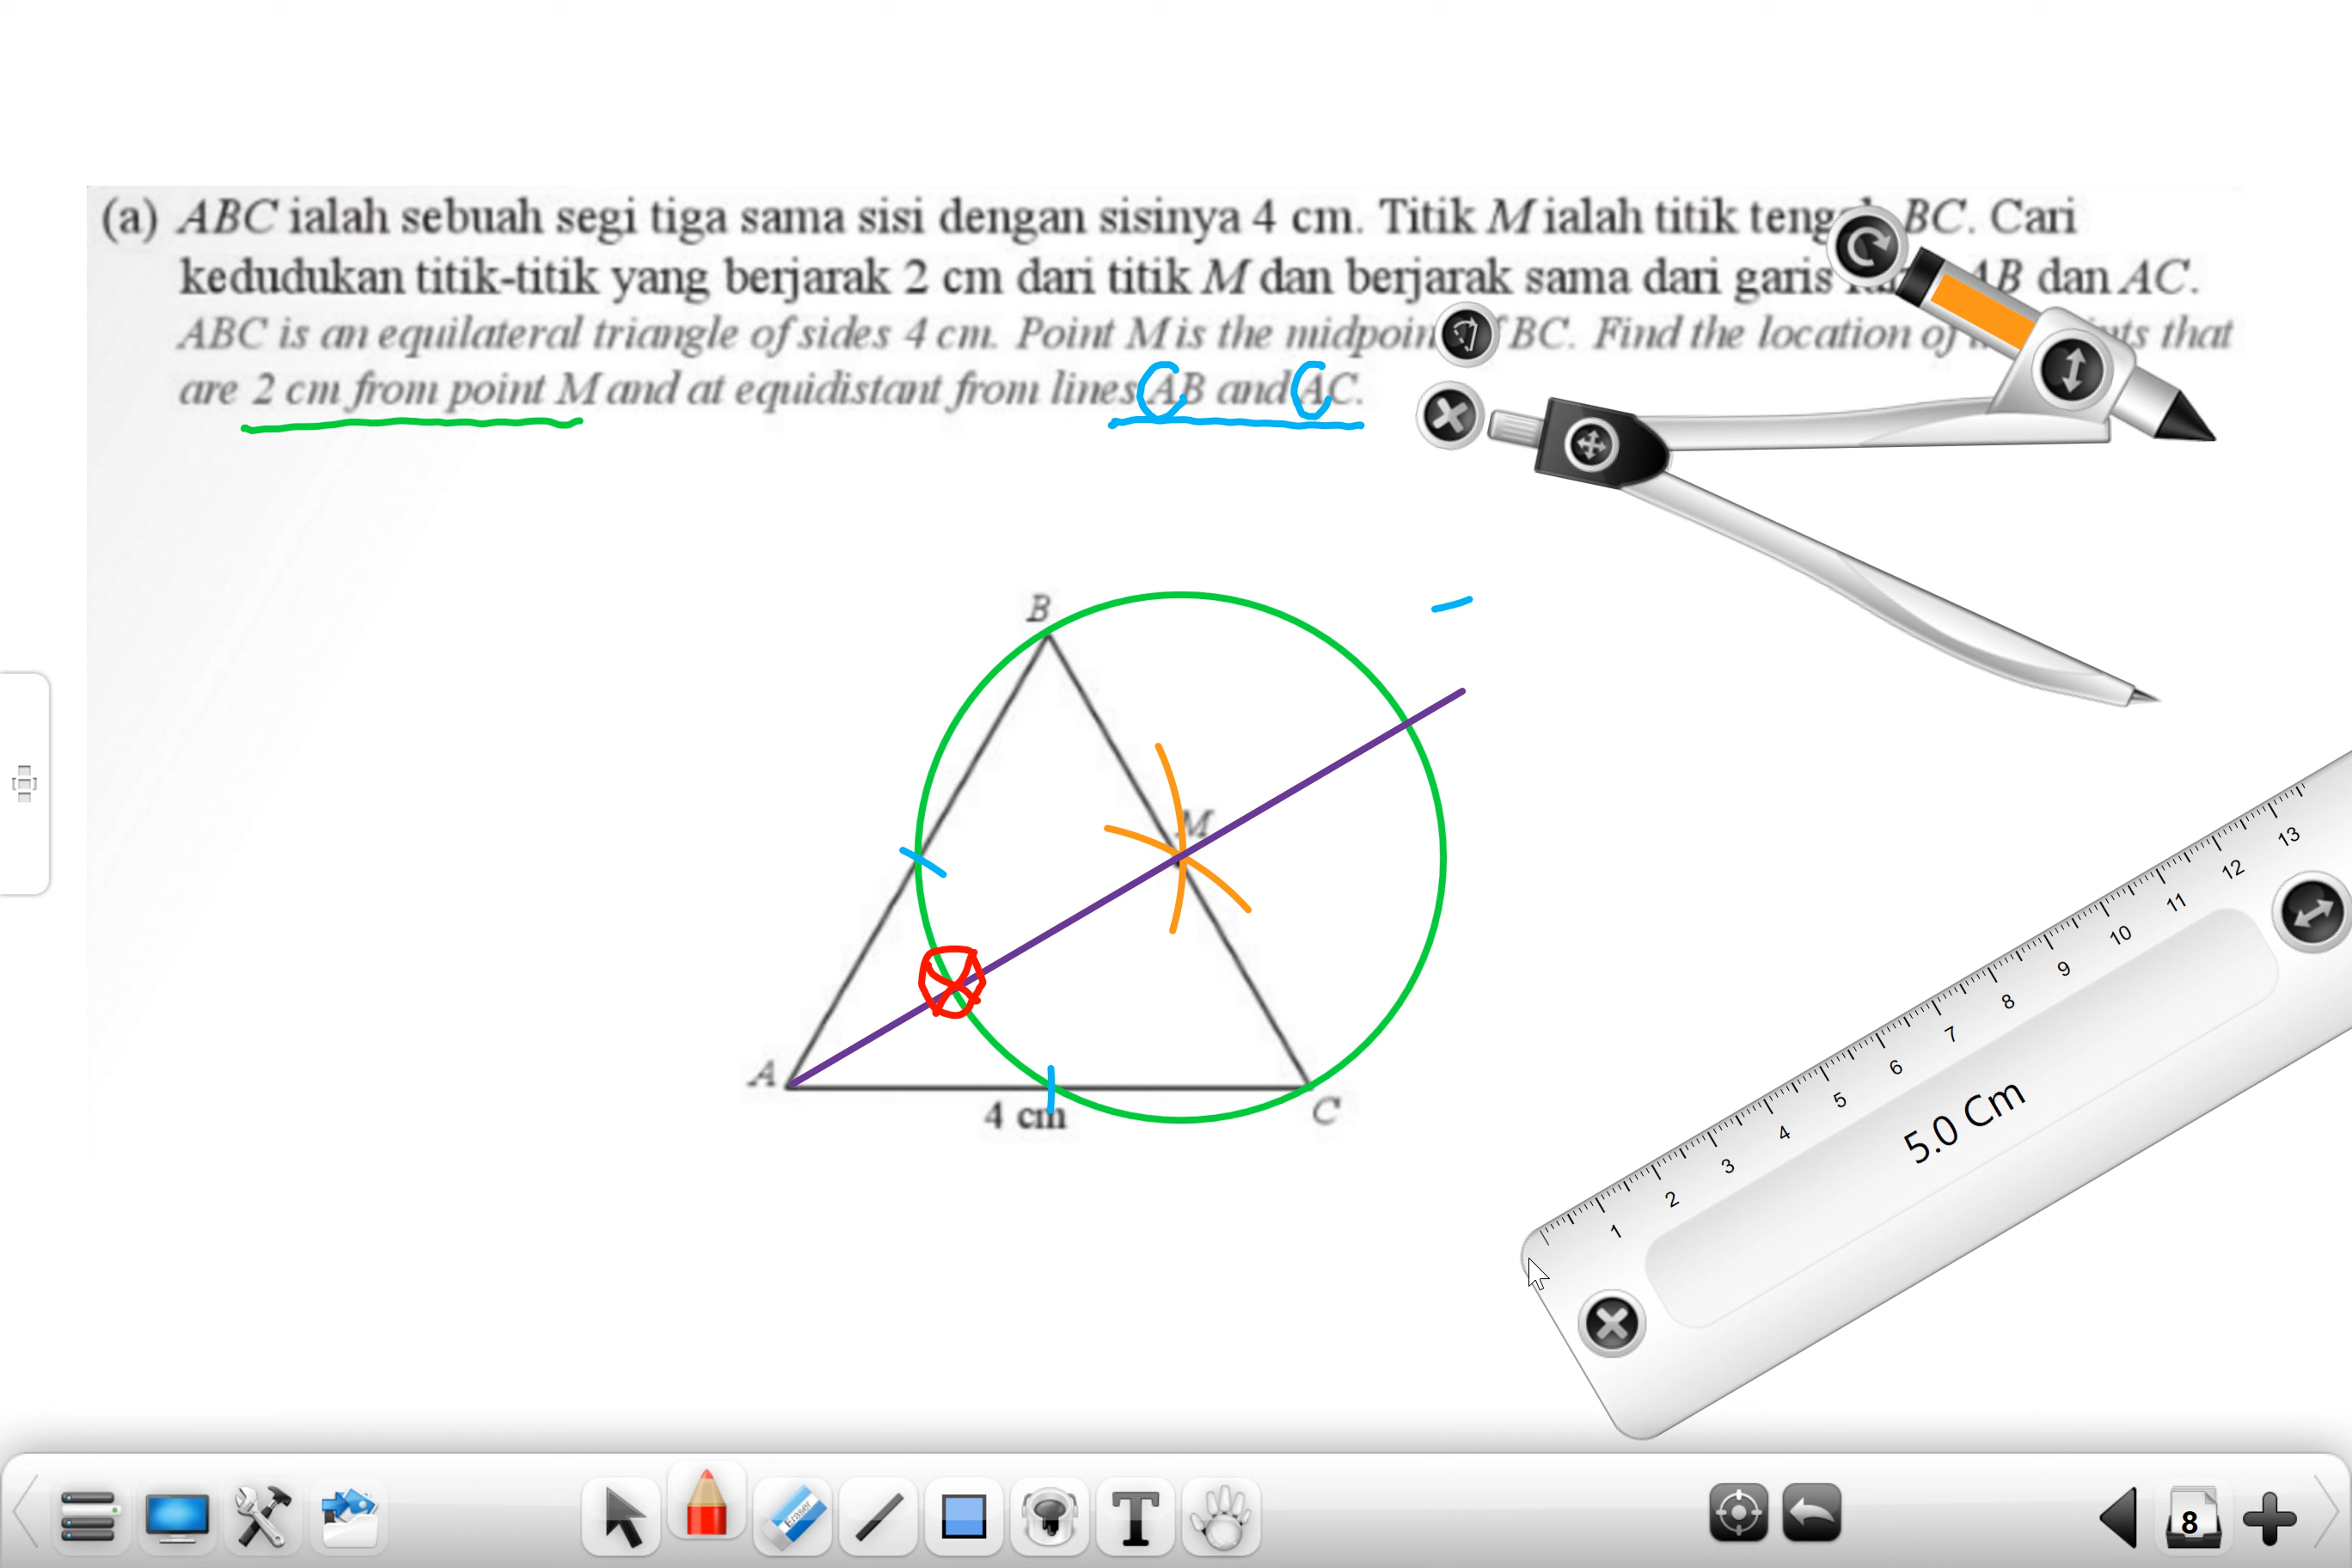 (a) ABC ialah sebuah segi tiga sama sisi dengan sisinya 4 cm. Titik M ialah titik BC. Cari
kedudukan titik-titik yang berjarak 2 cm dari titik M dan berjarak sama dari garis AB dan AC.
ABC is an equilateral triangle of sides 4 cm. Point M is the midpoin f BC. Find the location of that
are 2 cm from point M and at equidistant from lines AB and AC.
B
M
A
4 cm
C
1 2 3 4 5 6 7 8 9 10 11 12 13
5.0 Cm
Eraser
T
8